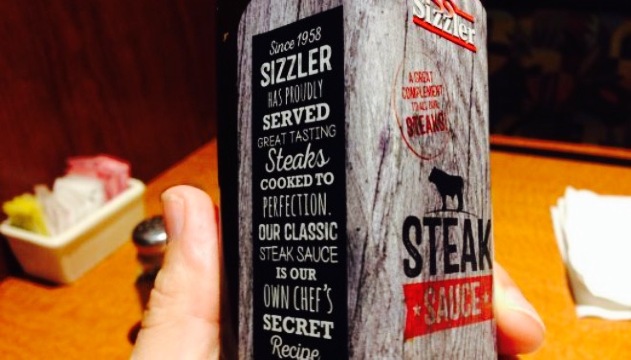 Since 1958
SIZZLER
HAS PROUDLY
SERVED
GREAT TASTING
Steaks
COOKED TO
PERFECTION.
OUR CLASSIC
STEAK SAUCE
IS OUR
OWN CHEF'S
SECRET
Recipe
Sizzler
A GREAT
COMPLEMENT
STEAKS
STEAK
SAUCE